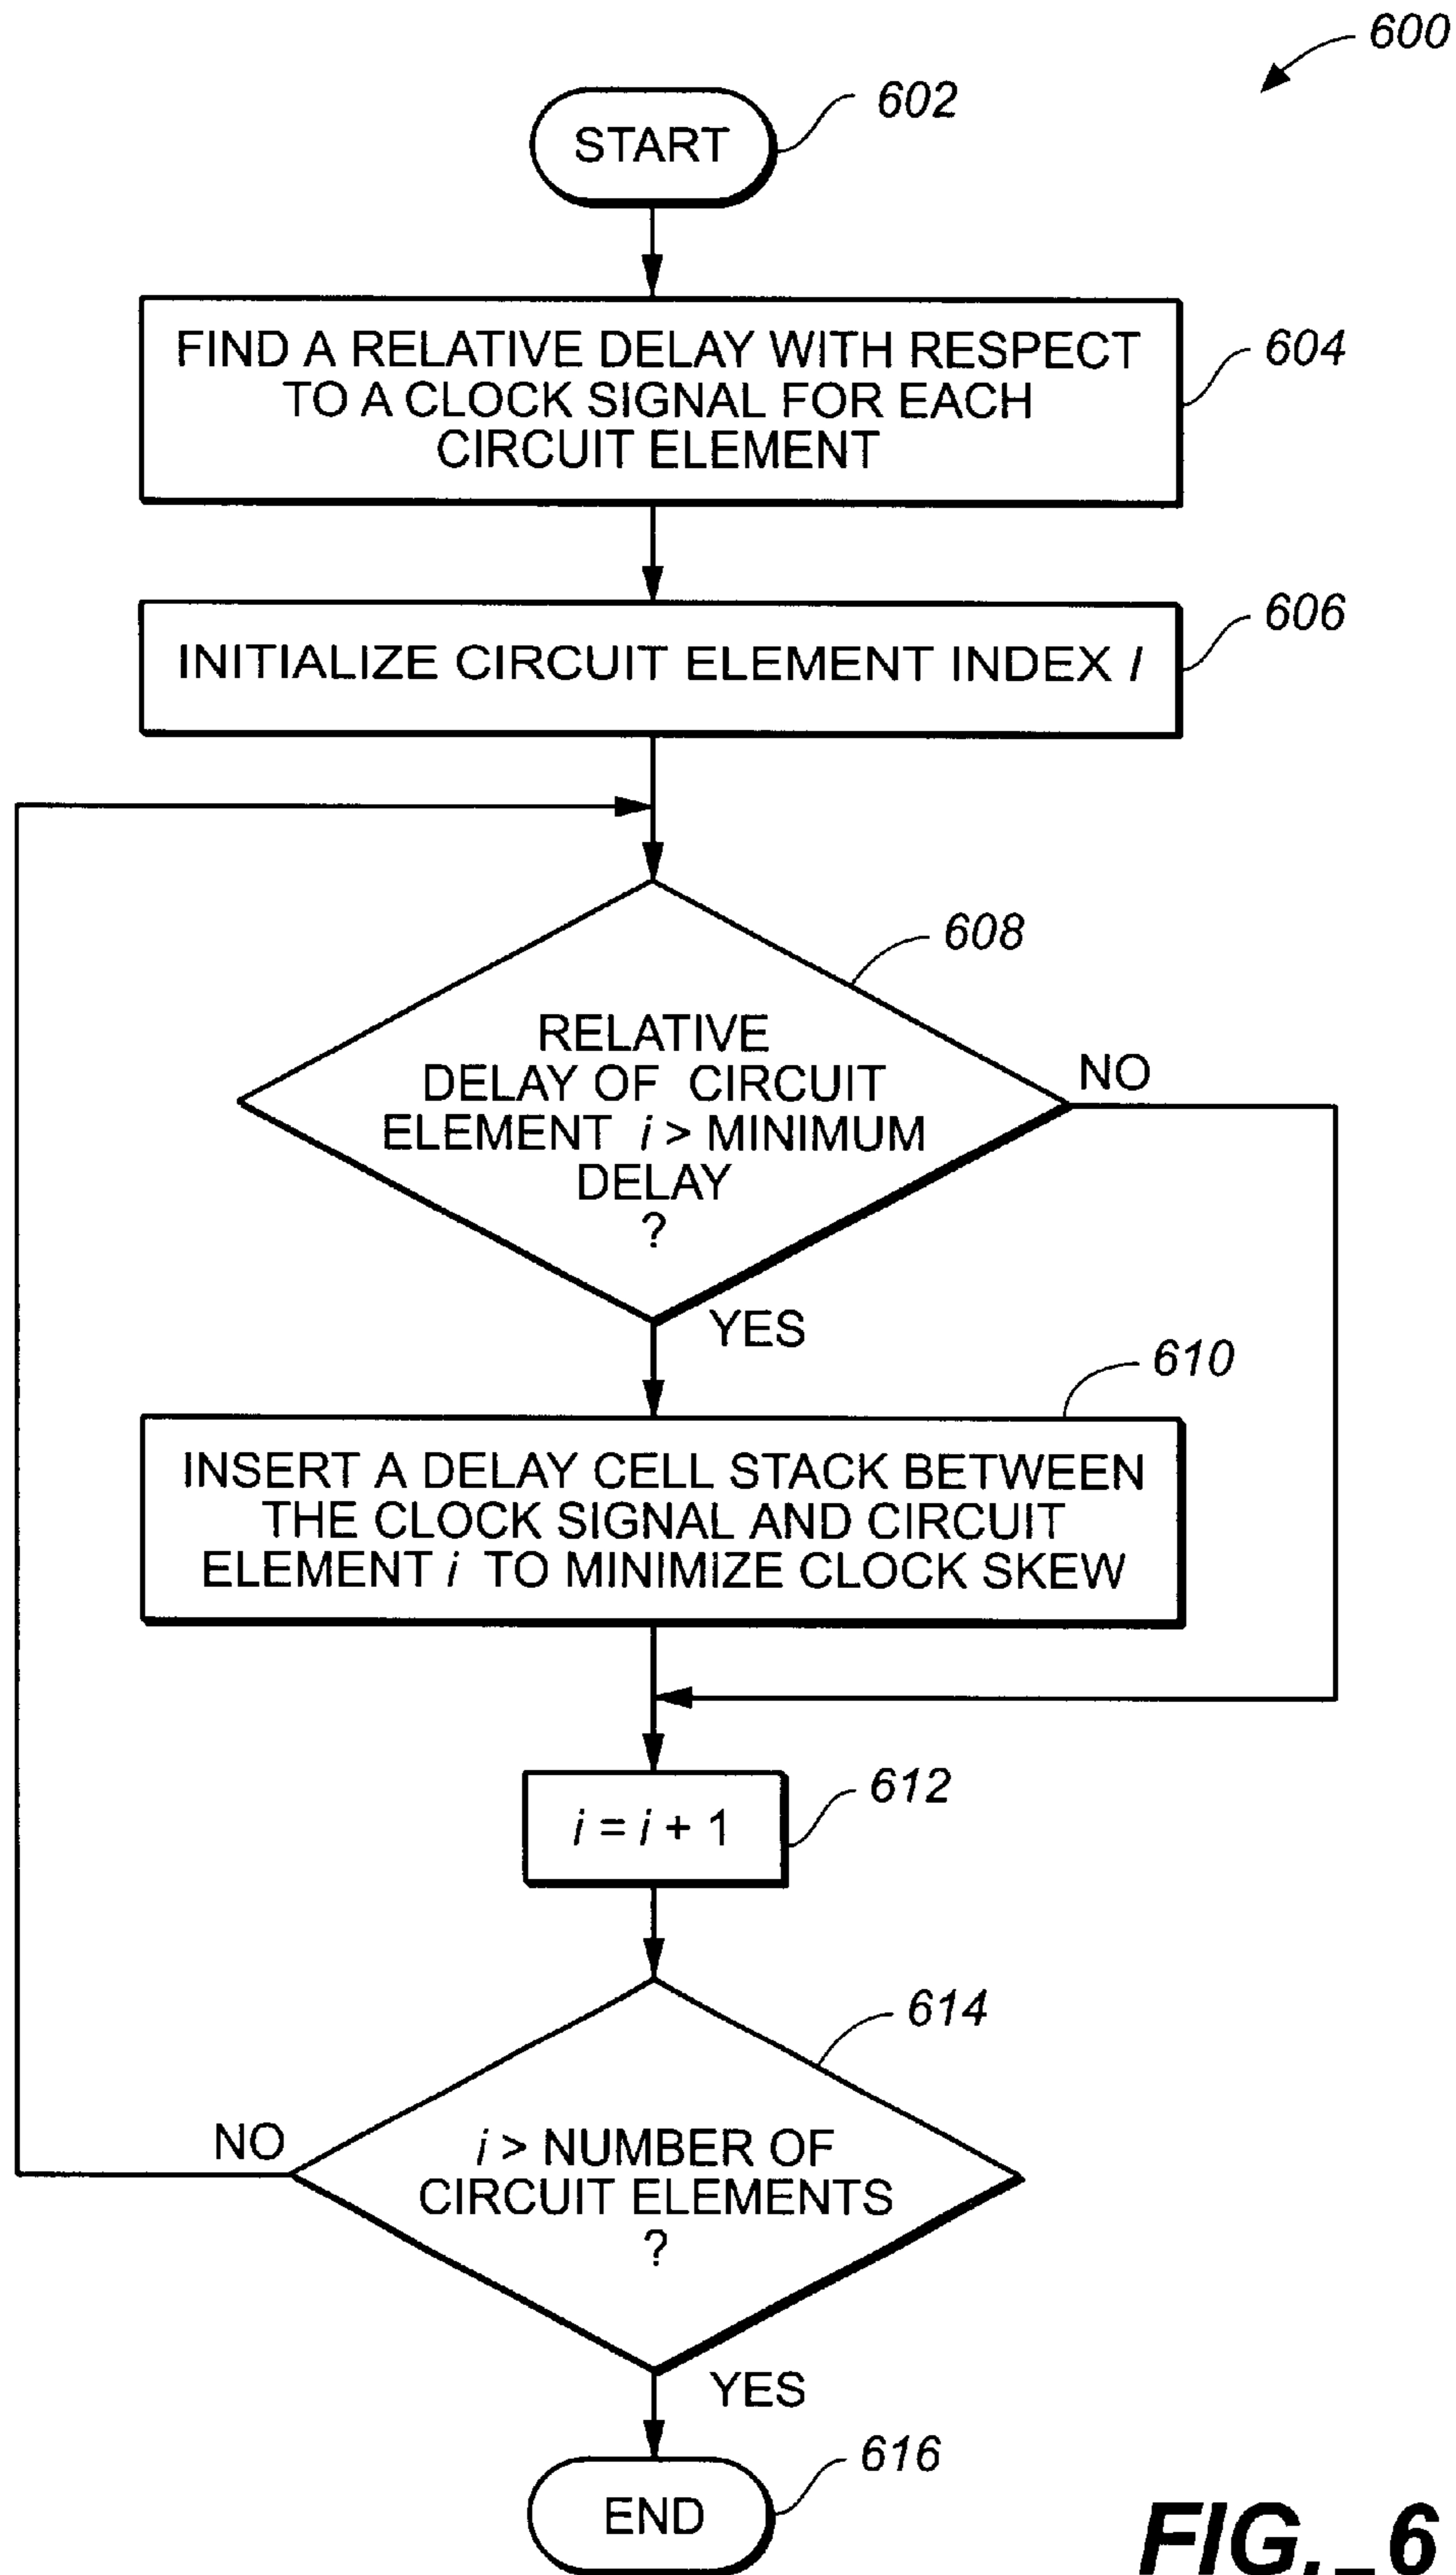 600
START
602
FIND A RELATIVE DELAY WITH RESPECT
TO A CLOCK SIGNAL FOR EACH
CIRCUIT ELEMENT
604
INITIALIZE CIRCUIT ELEMENT INDEX I
606
608
RELATIVE
DELAY OF CIRCUIT
ELEMENT i > MINIMUM
DELAY
?
NO
YES
610
INSERT A DELAY CELL STACK BETWEEN
THE CLOCK SIGNAL AND CIRCUIT
ELEMENT i TO MINIMIZE CLOCK SKEW
612
i = i + 1
614
NO
i > NUMBER OF
CIRCUIT ELEMENTS
?
YES
616
END
FIG._6